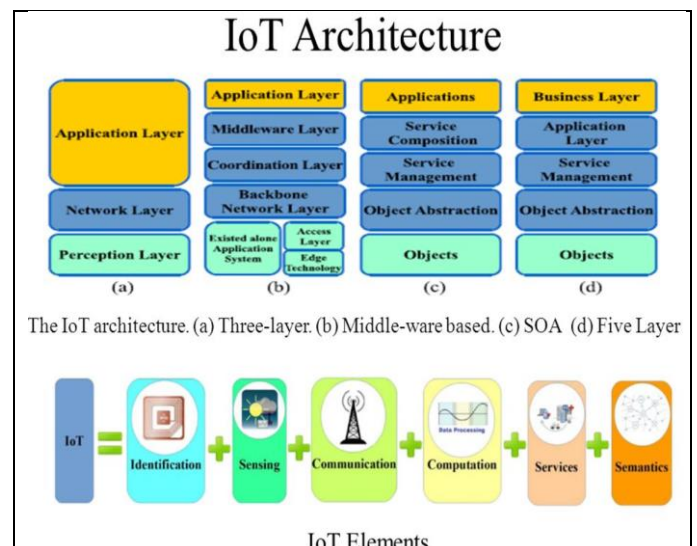 IoT Architecture
Application Layer
Network Layer
Perception Layer
(a)
Application Layer
Middleware Layer
Coordination Layer
Backbone
Network Layer
Existed alone
Application
System
Access
Layer
Edge
Technology
(b)
Applications
Service
Composition
Service
Management
Object Abstraction
Objects
(c)
Business Layer
Application
Layer
Service
Management
Object Abstraction
Objects
(d)
The IoT architecture. (a) Three-layer. (b) Middle-ware based. (c) SOA (d) Five Layer
IoT
Identification
Sensing
Communication
Data Processing
Computation
Services
Semantics
IoT Elements